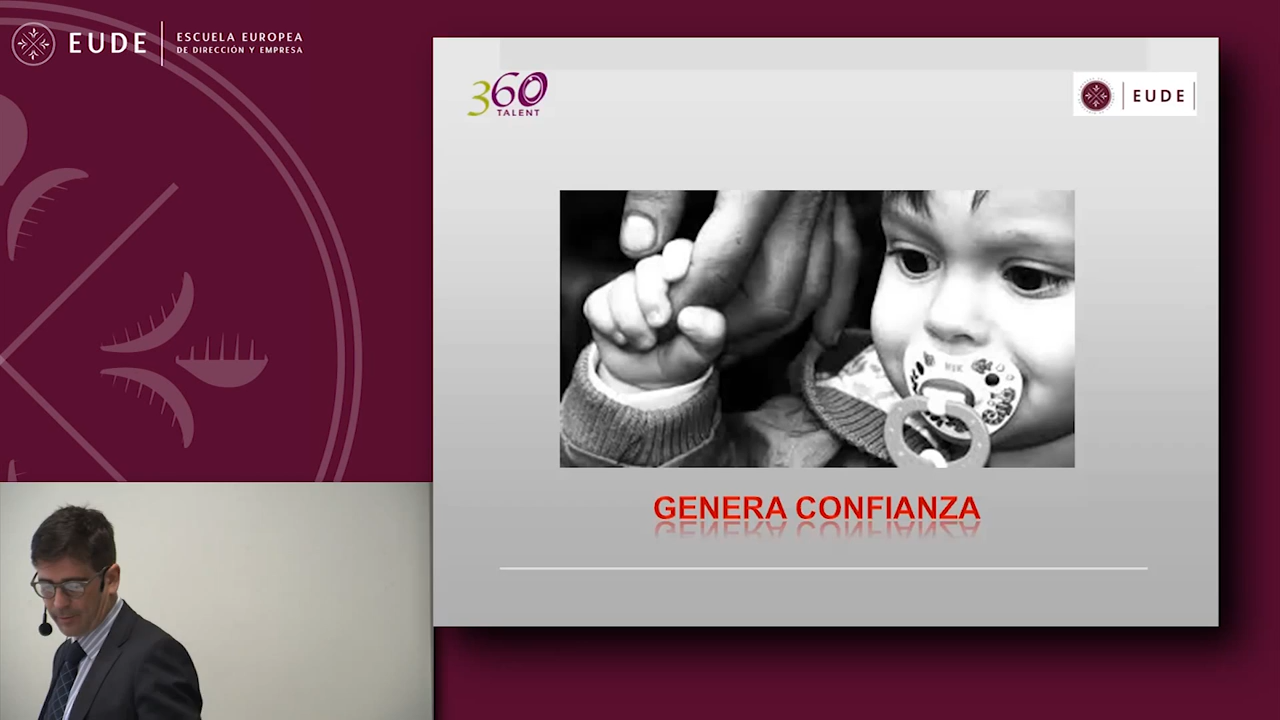 EUDE
ESCUELA EUROPEA
DE DIRECCIÓN Y EMPRESA
360
TALENT
EUDE
GENERA CONFIANZA